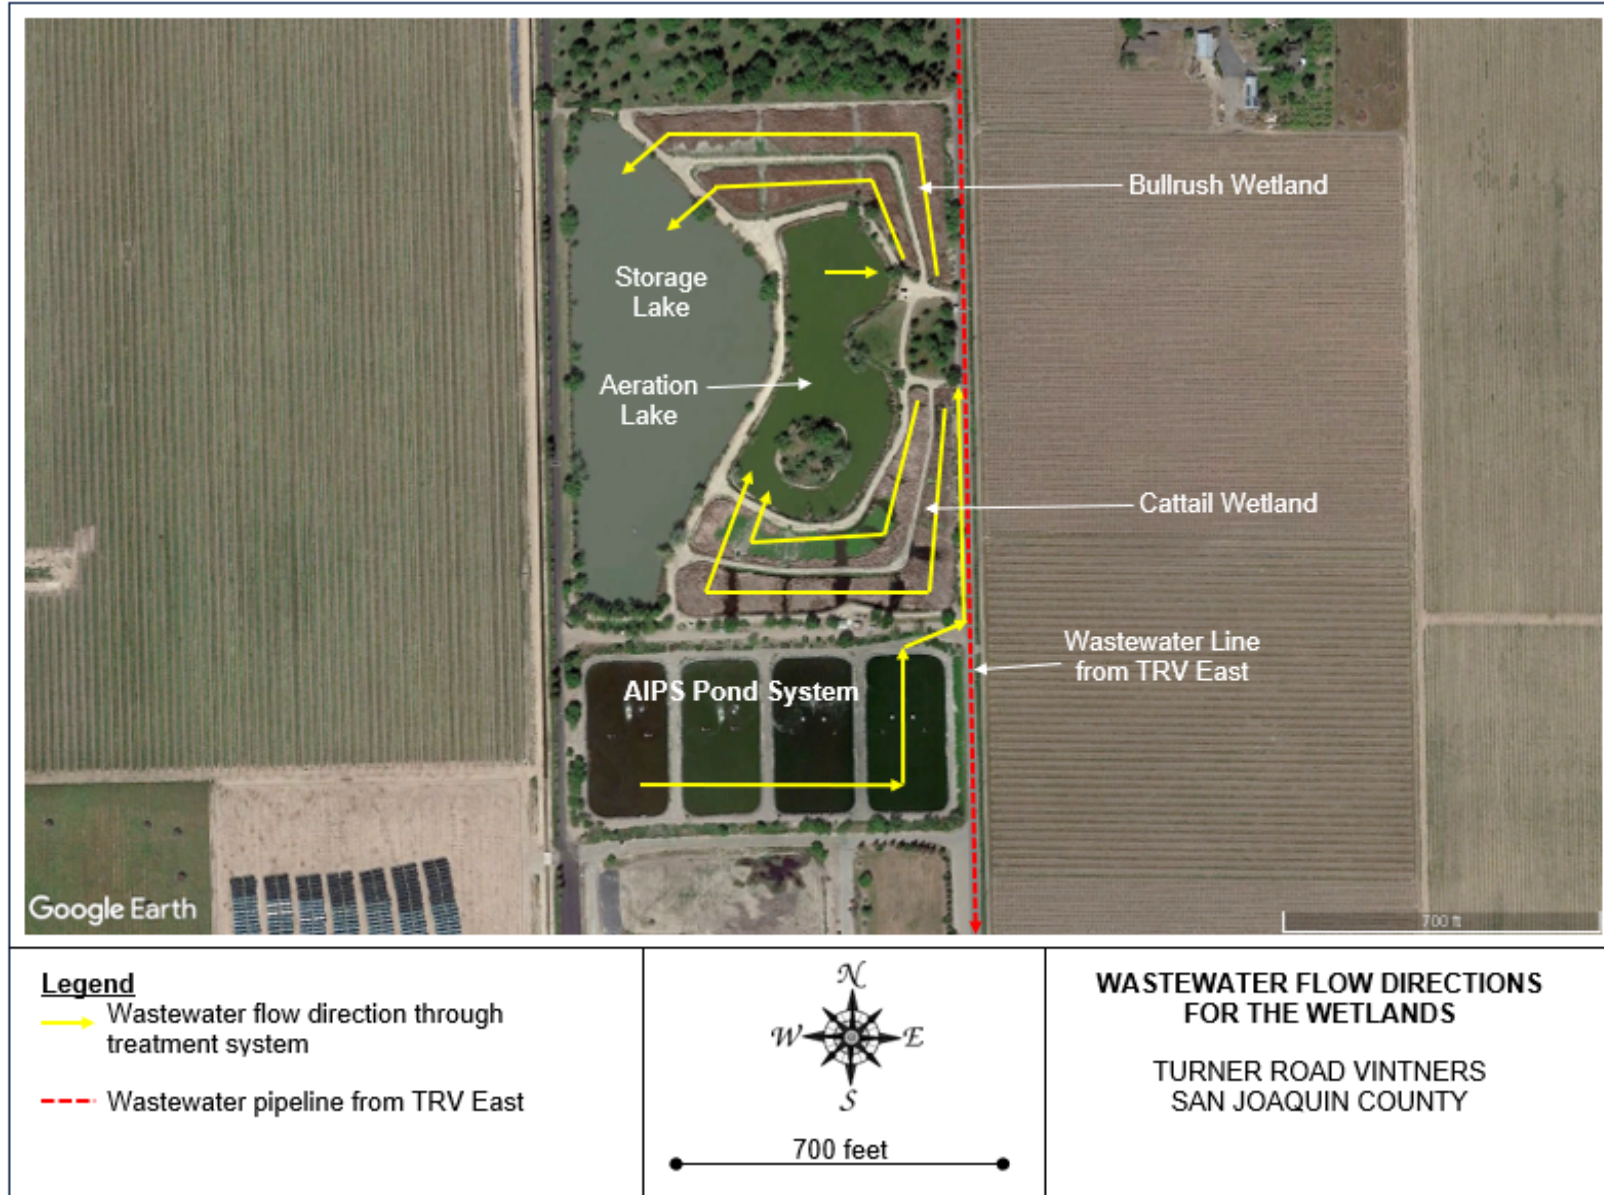 Bullrush Wetland
Storage
Lake
Aeration
Lake
Cattail Wetland
Wastewater Line
from TRV East
AIPS Pond System
Google Earth
700 ft
Legend
Wastewater flow direction through
treatment system
Wastewater pipeline from TRV East
N
W
E
S
700 feet
WASTEWATER FLOW DIRECTIONS
FOR THE WETLANDS
TURNER ROAD VINTNERS
SAN JOAQUIN COUNTY